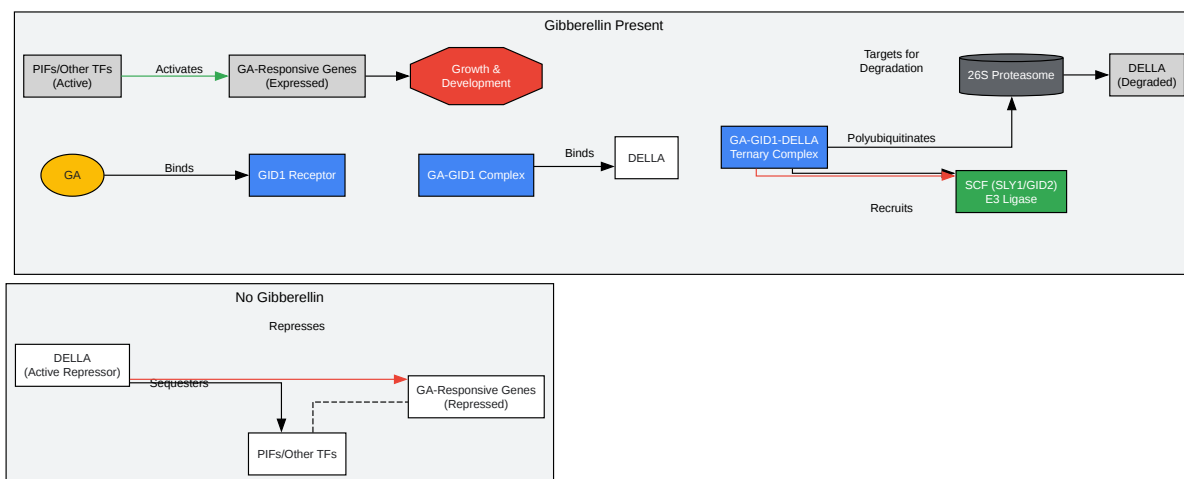 Gibberellin Present
PIFs/Other TFs
(Active)
Activates
GA-Responsive Genes
(Expressed)
Growth &
Development
Targets for
Degradation
26S Proteasome
DELLA
(Degraded)
GA
Binds
GID1 Receptor
GA-GID1 Complex
Binds
DELLA
GA-GID1-DELLA
Ternary Complex
Polyubiquitinates
SCF (SLY1/GID2)
E3 Ligase
Recruits
No Gibberellin
Represses
DELLA
(Active Repressor)
Sequesters
GA-Responsive Genes
(Repressed)
PIFs/Other TFs